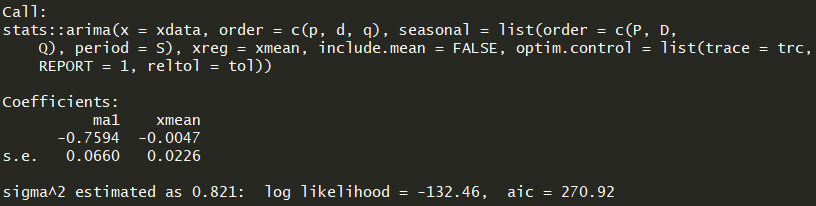 Call:
stats::arima(x = xdata, order = c(p, d, q), seasonal = list(order = c(P, D,
    Q), period = S), xreg = xmean, include.mean = FALSE, optim.control = list(trace = trc,
    REPORT = 1, reltol = tol))
Coefficients:
          ma1    xmean
      -0.7594  -0.0047
s.e.   0.0660   0.0226
sigma^2 estimated as 0.821:  log likelihood = -132.46,  aic = 270.92